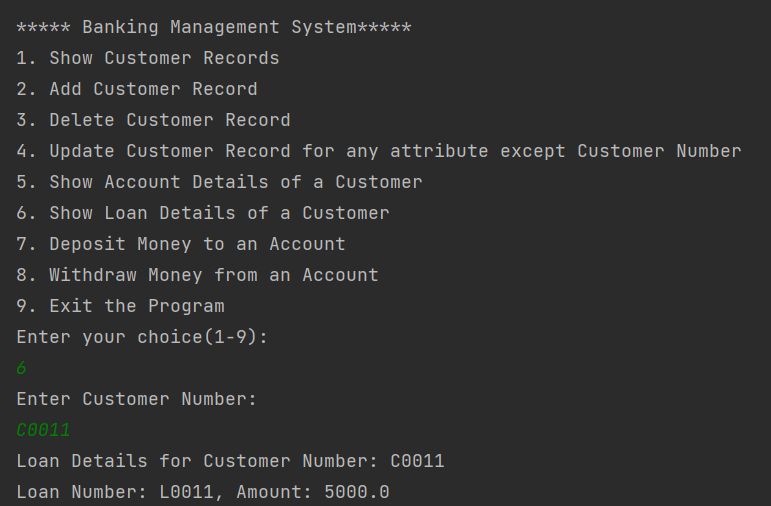 ***** Banking Management System*****
1. Show Customer Records
2. Add Customer Record
3. Delete Customer Record
4. Update Customer Record for any attribute except Customer Number
5. Show Account Details of a Customer
6. Show Loan Details of a Customer
7. Deposit Money to an Account
8. Withdraw Money from an Account
9. Exit the Program
Enter your choice(1-9):
6
Enter Customer Number:
C0011
Loan Details for Customer Number: C0011
Loan Number: L0011, Amount: 5000.0